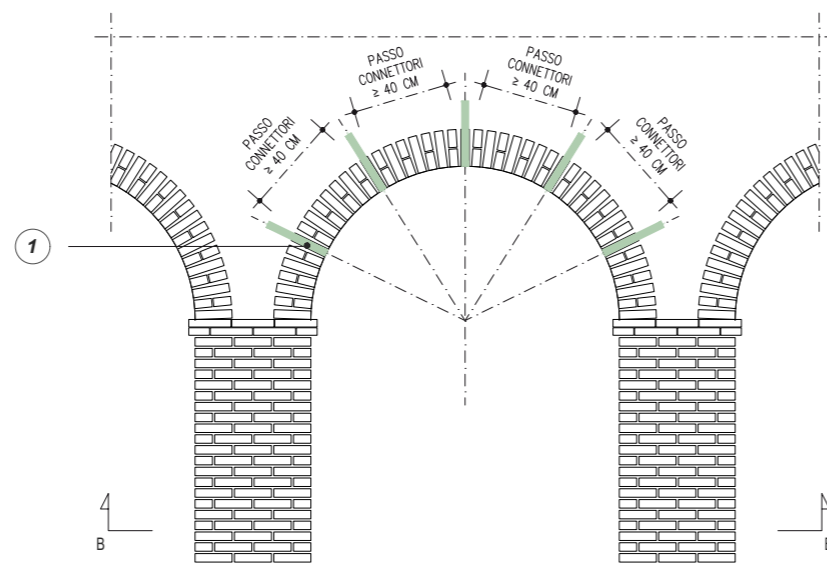 PASSO
CONNETTORI
≥ 40 CM
PASSO
CONNETTORI
≥ 40 CM
PASSO
CONNETTORI
≥ 40 CM
PASSO
CONNETTORI
≥ 40 CM
1
B